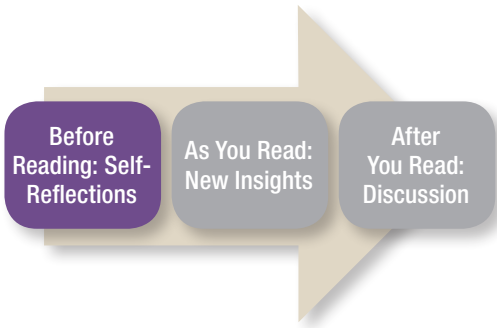 Before
Reading: Self-
Reflections
As You Read:
New Insights
After
You Read:
Discussion